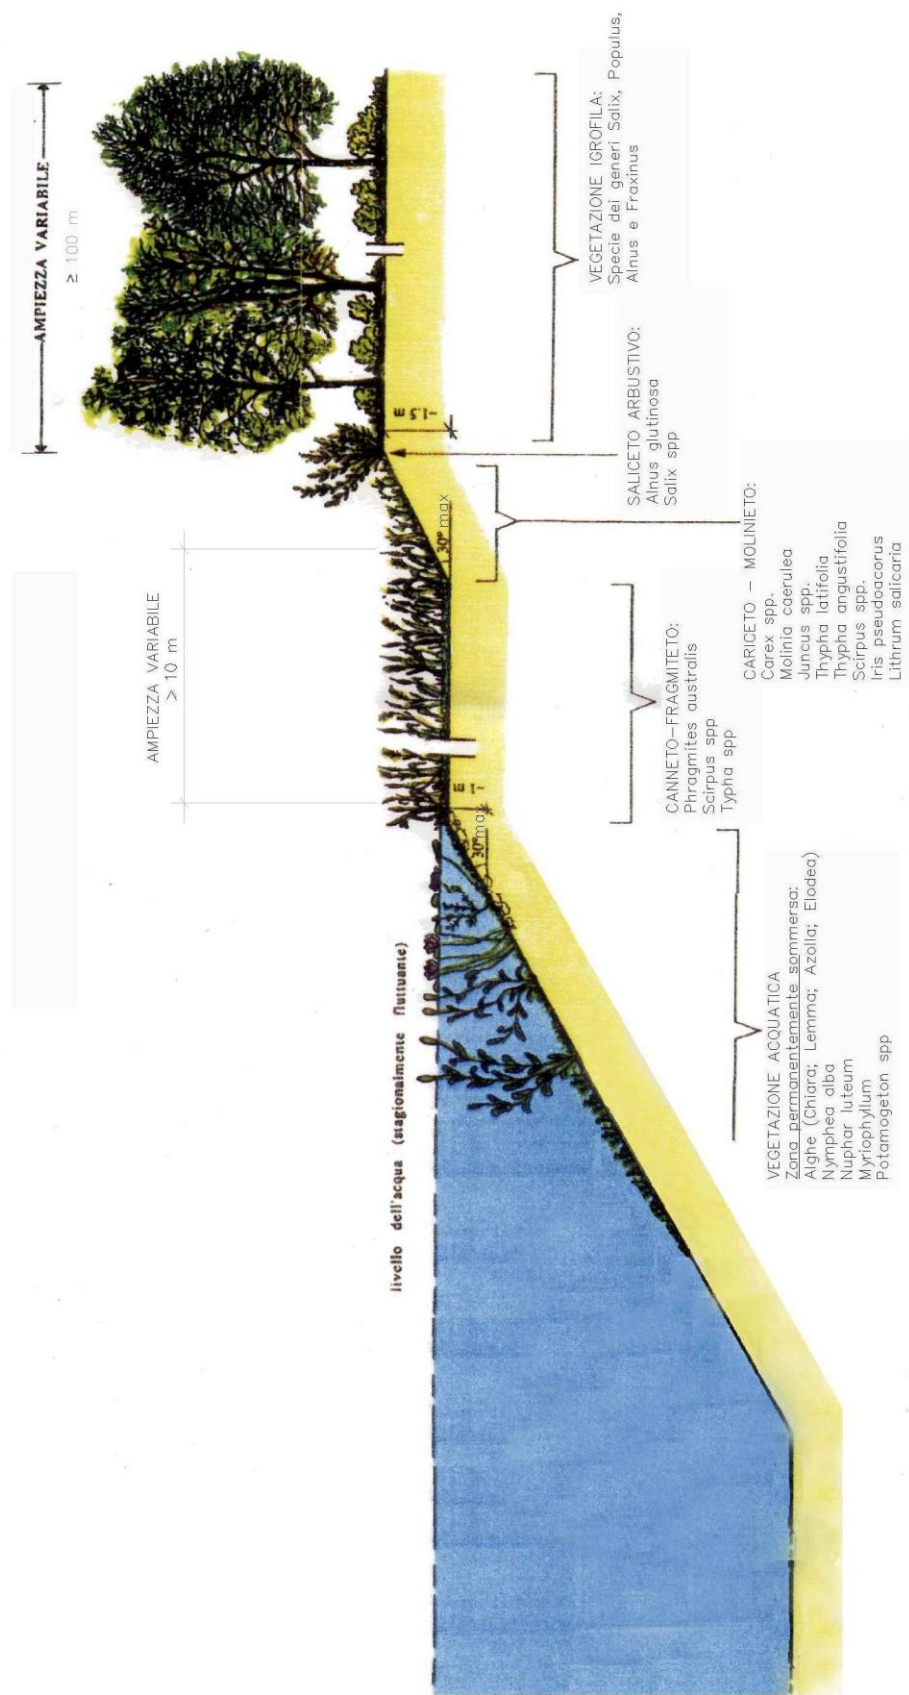 AMPIEZZA VARIABILE
≥ 100 m
AMPIEZZA VARIABILE
> 10 m
livello dell'acqua (stagionalmente fluttuante)
30° max
~1 m
30° max
~1.5 m
VEGETAZIONE ACQUATICA
Zona permanentemente sommersa:
Alghe (Chiara; Lemma; Azolla; Elodea)
Nymphea alba
Nuphar luteum
Myriophyllum
Potamogeton spp
CANNETO-FRAGMITETO:
Phragmites australis
Scirpus spp
Typha spp
CARICETO - MOLINIETO:
Carex spp.
Molinia caerulea
Juncus spp.
Thypha latifolia
Thypha angustifolia
Scirpus spp.
Iris pseudoacorus
Lithrum salicaria
SALICETO ARBUSTIVO:
Alnus glutinosa
Salix spp
VEGETAZIONE IGROFILA:
Specie dei generi Salix, Populus,
Alnus e Fraxinus